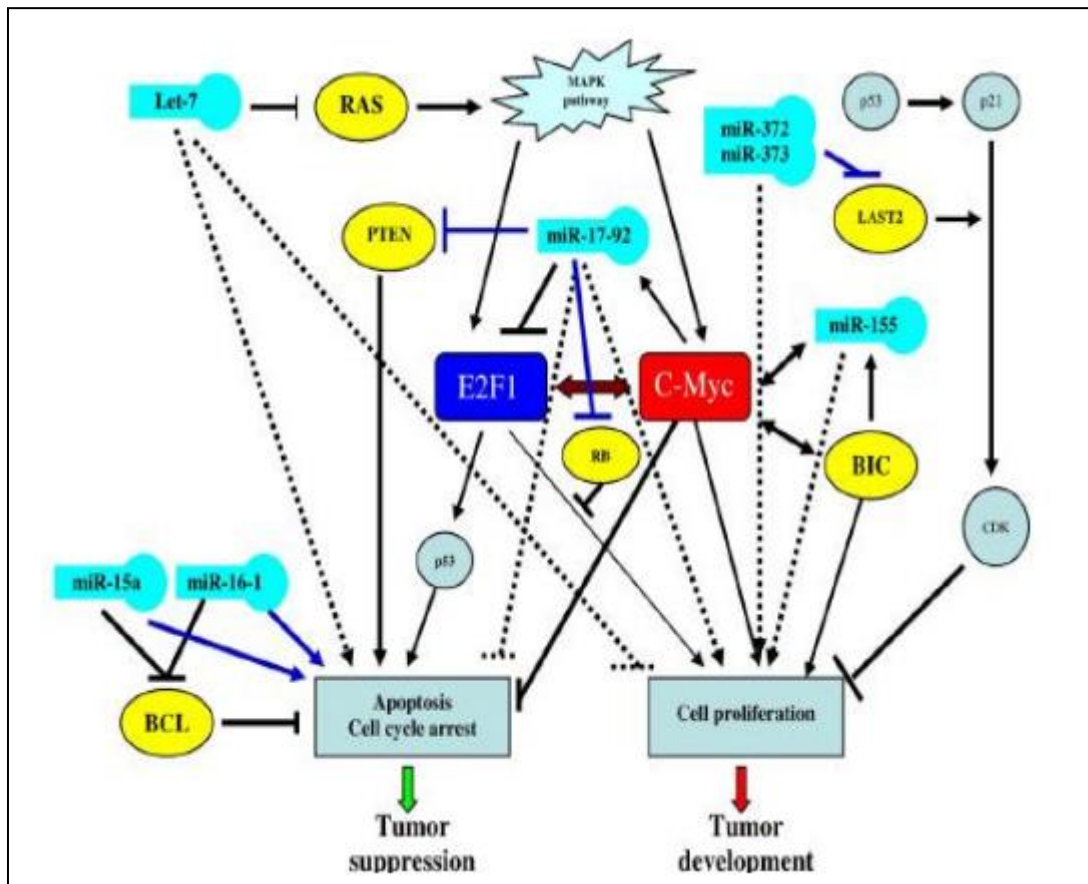 MAPK
pathway
Let-7
RAS
p53
p21
miR-372
miR-373
LAST2
PTEN
miR-17-92
miR-155
E2F1
C-Myc
RB
BIC
CDK
p53
miR-15a
miR-16-1
BCL
Apoptosis
Cell cycle arrest
Cell proliferation
Tumor
suppression
Tumor
development